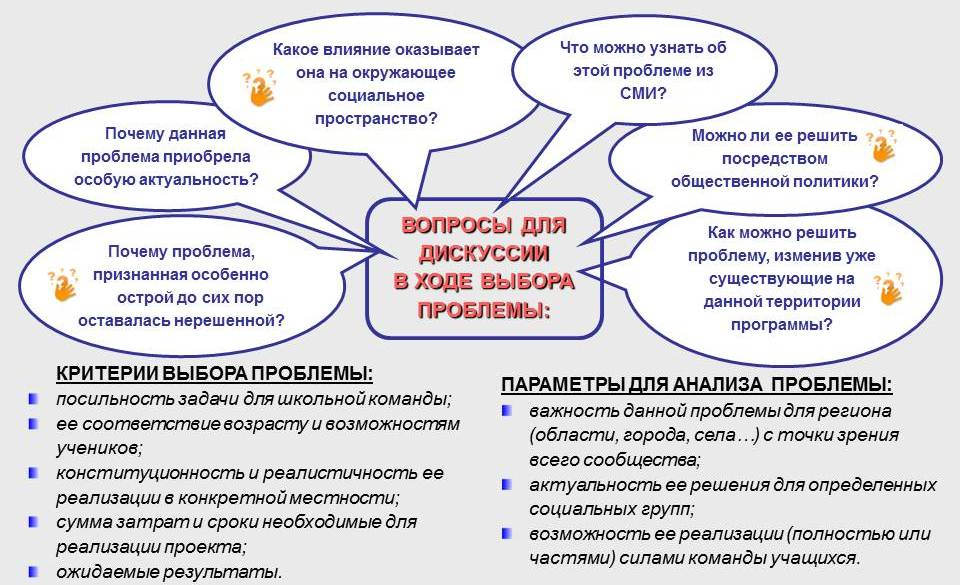 Какое влияние оказывает
она на окружающее
социальное
пространство?
Что можно узнать об
этой проблеме из
СМИ?
Почему данная
проблема приобрела
особую актуальность?
Можно ли ее решить
посредством
общественной политики?
Почему проблема,
признанная особенно
острой до сих пор
оставалась нерешенной?
ВОПРОСЫ ДЛЯ
ДИСКУССИИ
В ХОДЕ ВЫБОРА
ПРОБЛЕМЫ:
Как можно решить
проблему, изменив уже
существующие на
данной территории
программы?
КРИТЕРИИ ВЫБОРА ПРОБЛЕМЫ:
посильность задачи для школьной команды;
ее соответствие возрасту и возможностям
учеников;
конституционность и реалистичность ее
реализации в конкретной местности;
сумма затрат и сроки необходимые для
реализации проекта;
ожидаемые результаты.
ПАРАМЕТРЫ ДЛЯ АНАЛИЗА ПРОБЛЕМЫ:
важность данной проблемы для региона
(области, города, села…) с точки зрения
всего сообщества;
актуальность ее решения для определенных
социальных групп;
возможность ее реализации (полностью или
частями) силами команды учащихся.